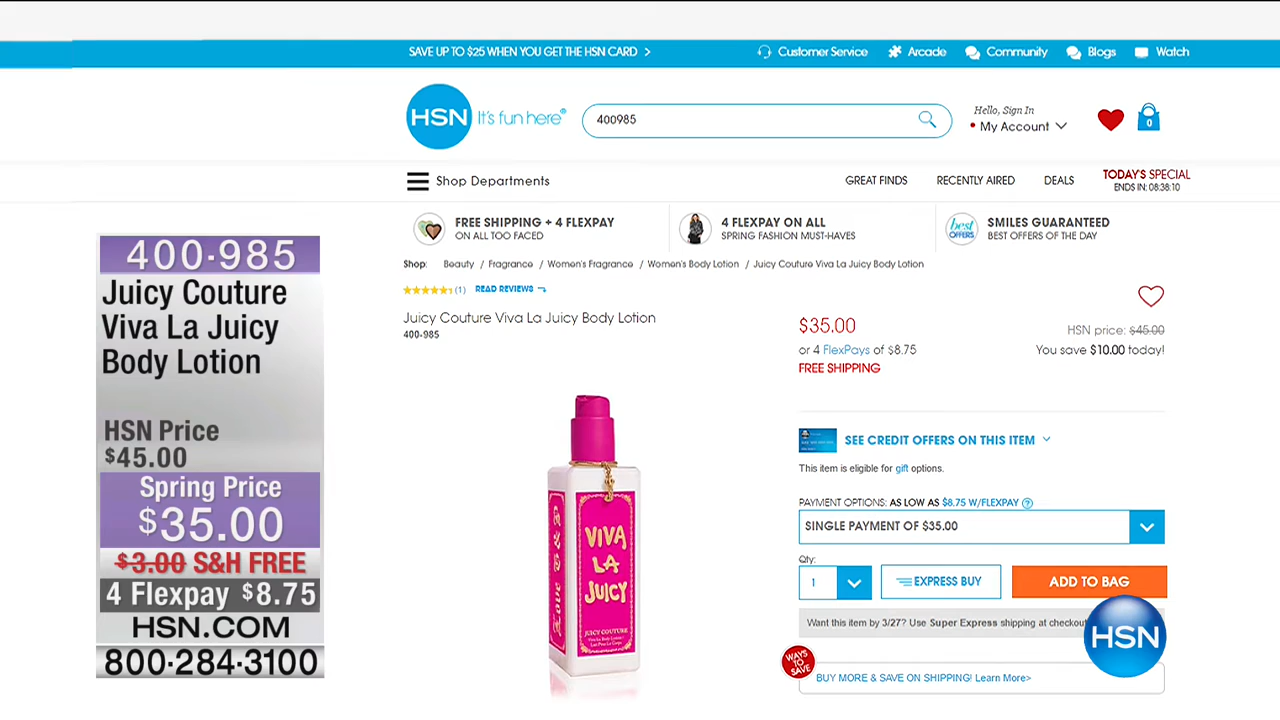 SAVE UP TO $25 WHEN YOU GET THE HSN CARD >
Customer Service
Arcade
Community
Blogs
Watch
HSN It's fun here®
400985
Hello, Sign In
My Account
0
Shop Departments
GREAT FINDS
RECENTLY AIRED
DEALS
TODAY'S SPECIAL
ENDS IN: 08:38:10
FREE SHIPPING + 4 FLEXPAY
ON ALL TOO FACED
4 FLEXPAY ON ALL
SPRING FASHION MUST-HAVES
best
OFFERS
SMILES GUARANTEED
BEST OFFERS OF THE DAY
Shop: Beauty / Fragrance / Women's Fragrance / Women's Body Lotion / Juicy Couture Viva La Juicy Body Lotion
(1) READ REVIEWS
Juicy Couture Viva La Juicy Body Lotion
400-985
$35.00
HSN price: $45.00
or 4 FlexPays of $8.75
You save $10.00 today!
FREE SHIPPING
SEE CREDIT OFFERS ON THIS ITEM
This item is eligible for gift options.
PAYMENT OPTIONS: AS LOW AS $8.75 W/FLEXPAY ?
SINGLE PAYMENT OF $35.00
Qty:
1
EXPRESS BUY
ADD TO BAG
Want this item by 3/27? Use Super Express shipping at checkout
HSN
WAYS
TO
SAVE
BUY MORE & SAVE ON SHIPPING! Learn More>
VIVA
LA
JUICY
JUICY COUTURE
Viva La Juicy Body Lotion
400-985
Juicy Couture
Viva La Juicy
Body Lotion
HSN Price
$45.00
Spring Price
$35.00
$3.00 S&H FREE
4 Flexpay $8.75
HSN.COM
800-284-3100